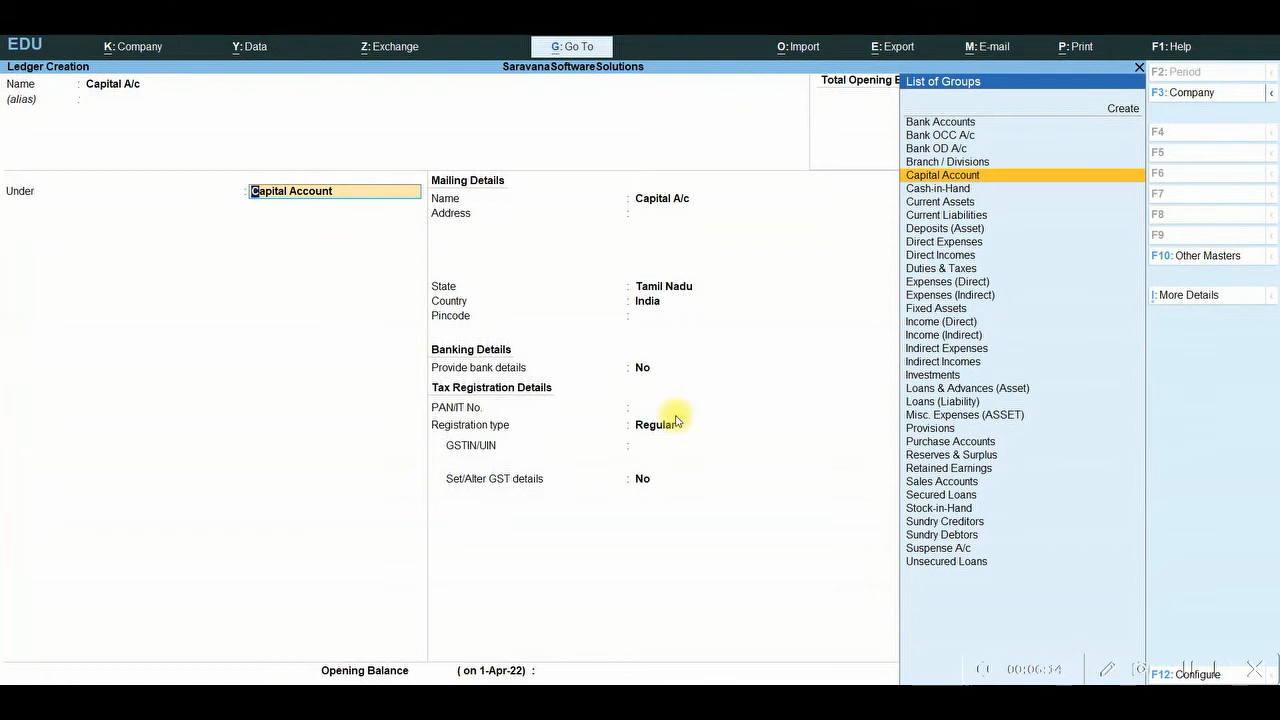 EDU
K: Company
Y: Data
Z: Exchange
G: Go To
O: Import
E: Export
M: E-mail
P: Print
F1: Help
Ledger Creation
SaravanaSoftwareSolutions
Name : Capital A/c
(alias) :
Total Opening
Under : Capital Account
Mailing Details
Name : Capital A/c
Address :
State : Tamil Nadu
Country : India
Pincode :
Banking Details
Provide bank details : No
Tax Registration Details
PAN/IT No. :
Registration type : Regular
GSTIN/UIN :
Set/Alter GST details : No
Opening Balance ( on 1-Apr-22) :
List of Groups
Create
Bank Accounts
Bank OCC A/c
Bank OD A/c
Branch / Divisions
Capital Account
Cash-in-Hand
Current Assets
Current Liabilities
Deposits (Asset)
Direct Expenses
Direct Incomes
Duties & Taxes
Expenses (Direct)
Expenses (Indirect)
Fixed Assets
Income (Direct)
Income (Indirect)
Indirect Expenses
Indirect Incomes
Investments
Loans & Advances (Asset)
Loans (Liability)
Misc. Expenses (ASSET)
Provisions
Purchase Accounts
Reserves & Surplus
Retained Earnings
Sales Accounts
Secured Loans
Stock-in-Hand
Sundry Creditors
Sundry Debtors
Suspense A/c
Unsecured Loans
F2: Period
F3: Company
F4
F5
F6
F7
F8
F9
F10: Other Masters
I: More Details
F12: Configure
00:06:14